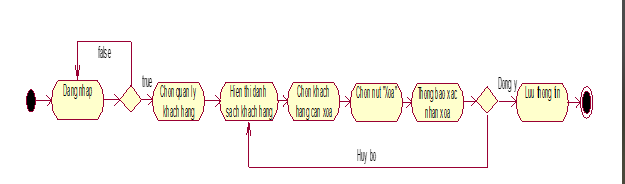 false
Dang nhap
true
Chon quan ly
khach hang
Hien thi danh
sach khach hang
Chon khach
hang can xoa
Chon nut "Xoa"
Thong bao xac
nhan xoa
Dong y
Luu thong tin
Huy bo